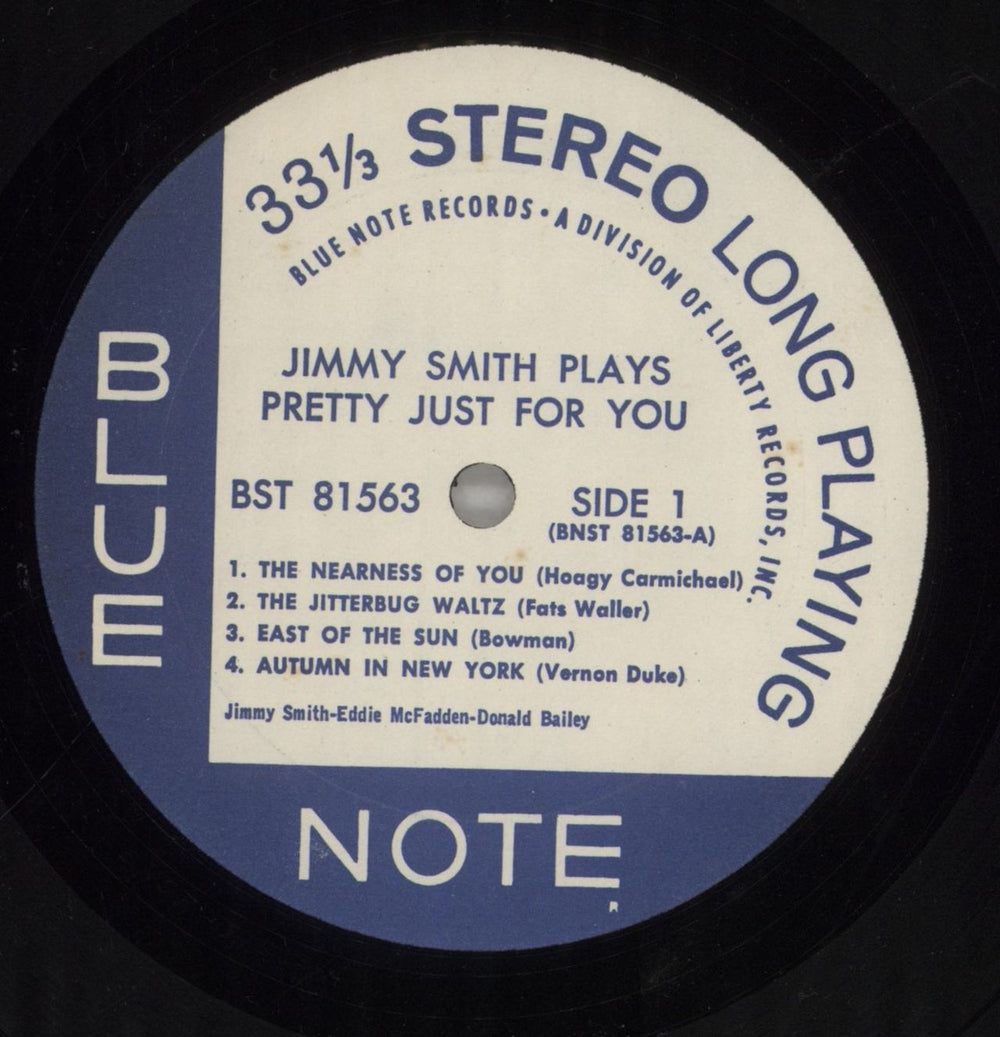 33⅓ STEREO LONG PLAYING
BLUE NOTE RECORDS · A DIVISION OF LIBERTY RECORDS, INC.
JIMMY SMITH PLAYS
PRETTY JUST FOR YOU
BST 81563
SIDE 1
(BNST 81563-A)
1. THE NEARNESS OF YOU (Hoagy Carmichael)
2. THE JITTERBUG WALTZ (Fats Waller)
3. EAST OF THE SUN (Bowman)
4. AUTUMN IN NEW YORK (Vernon Duke)
Jimmy Smith-Eddie McFadden-Donald Bailey
BLUE
NOTE